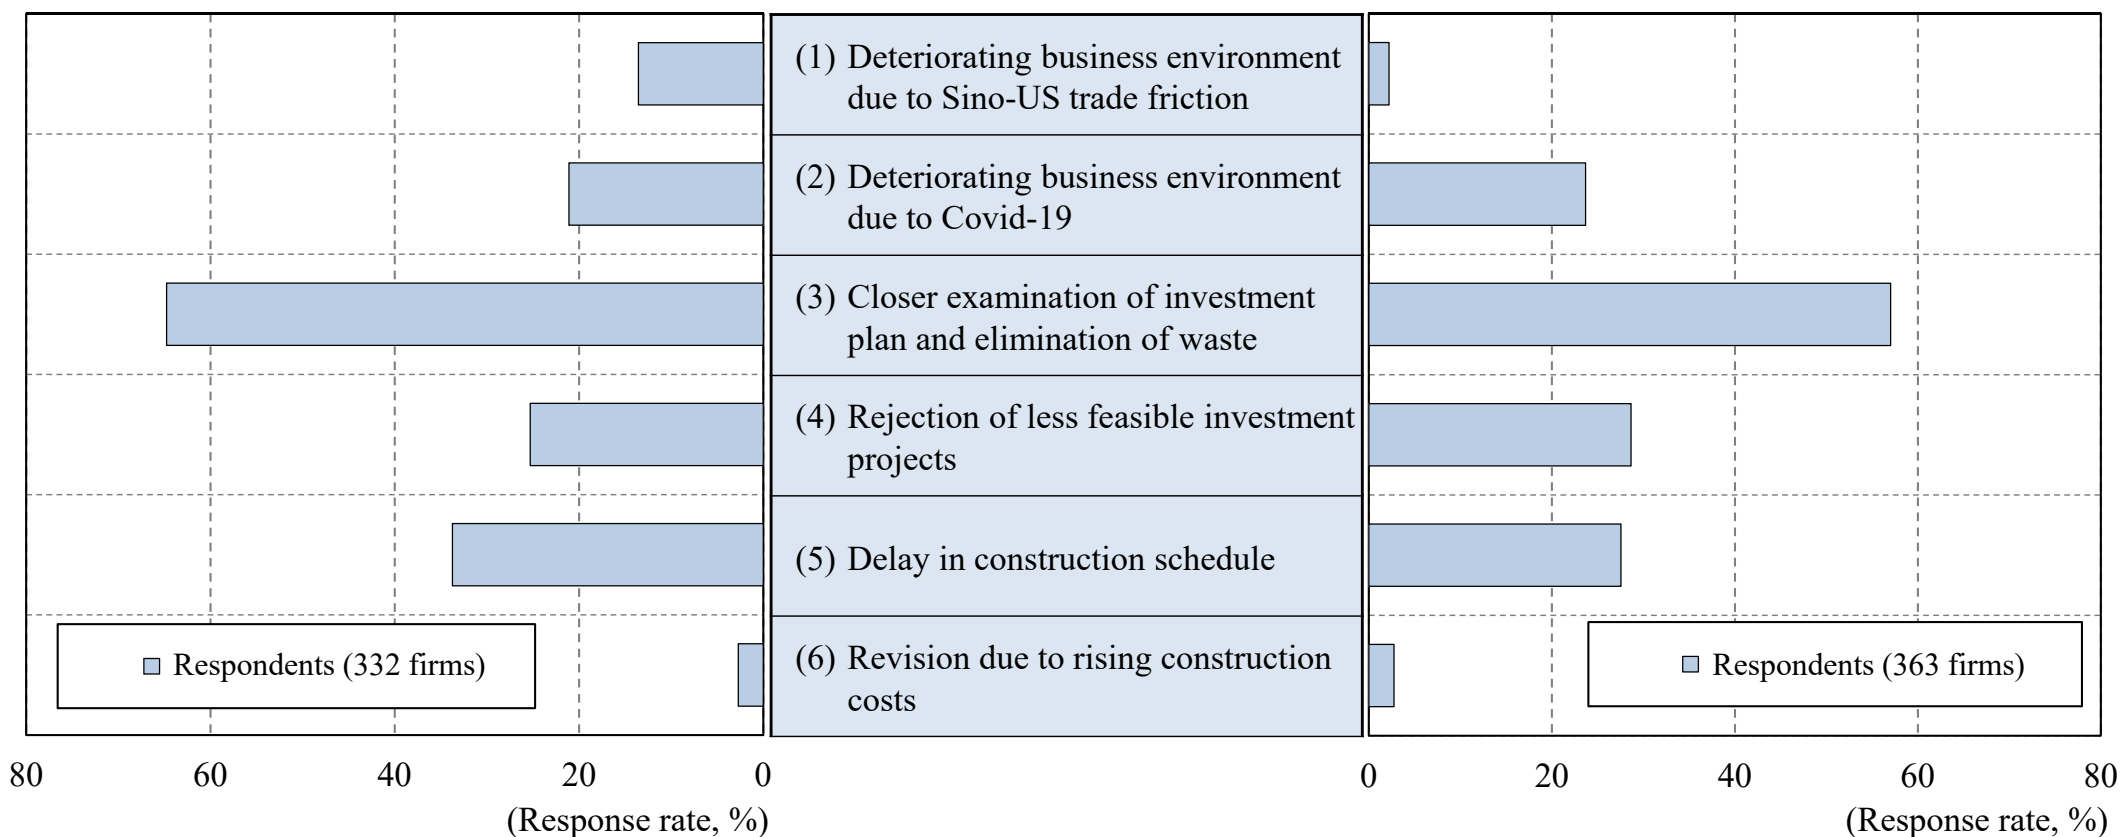 (1) Deteriorating business environment
due to Sino-US trade friction
(2) Deteriorating business environment
due to Covid-19
(3) Closer examination of investment
plan and elimination of waste
(4) Rejection of less feasible investment
projects
(5) Delay in construction schedule
(6) Revision due to rising construction
costs
Respondents (332 firms)
Respondents (363 firms)
80 60 40 20 0
(Response rate, %)
0 20 40 60 80
(Response rate, %)